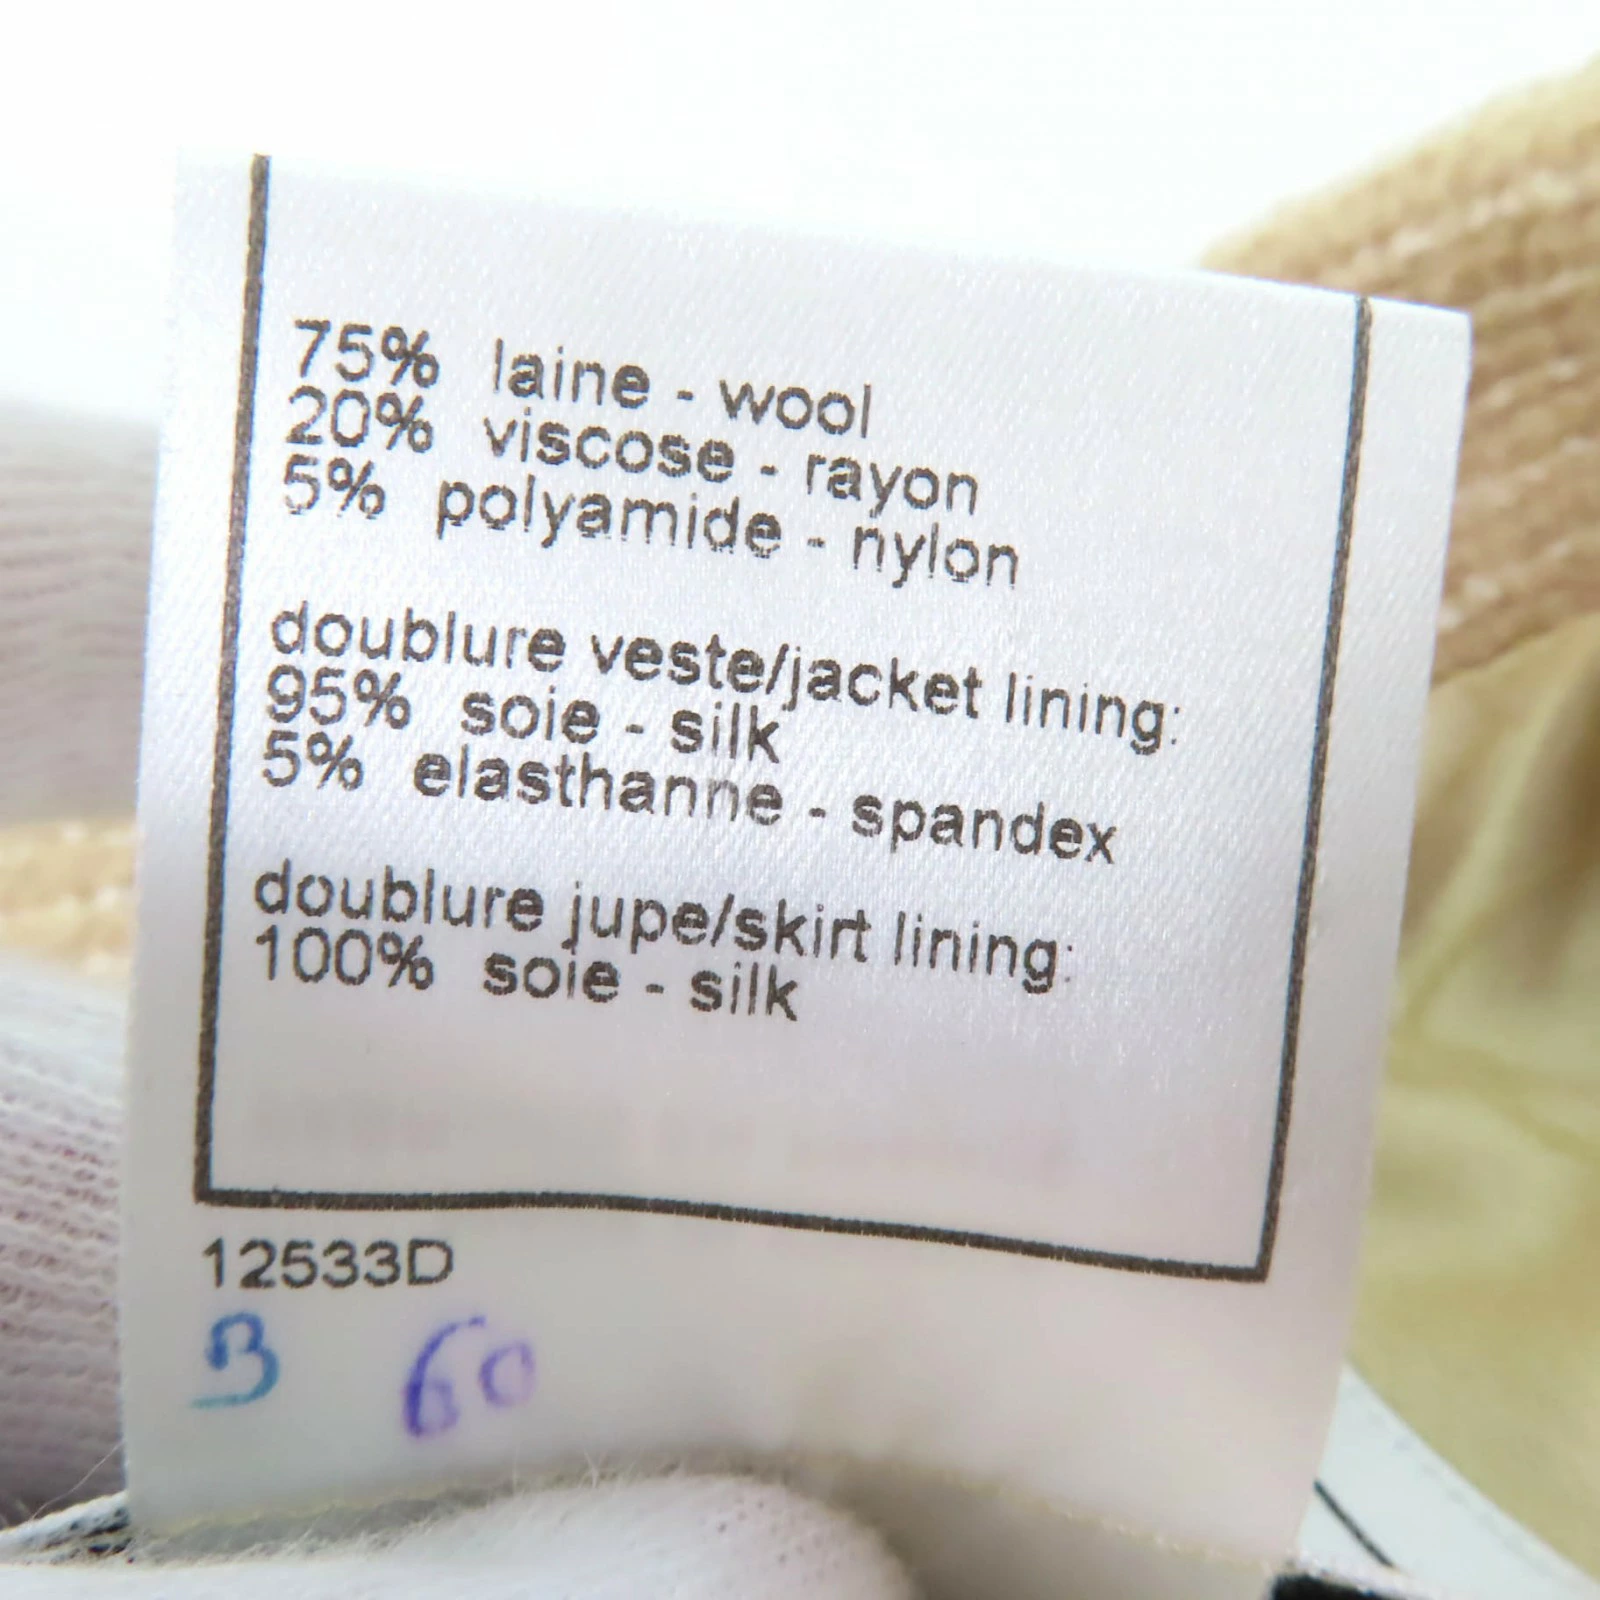 75% laine - wool
20% viscose - rayon
5% polyamide - nylon
doublure veste/jacket lining:
95% soie - silk
5% elasthanne - spandex
doublure jupe/skirt lining:
100% soie - silk
12533D
B 60